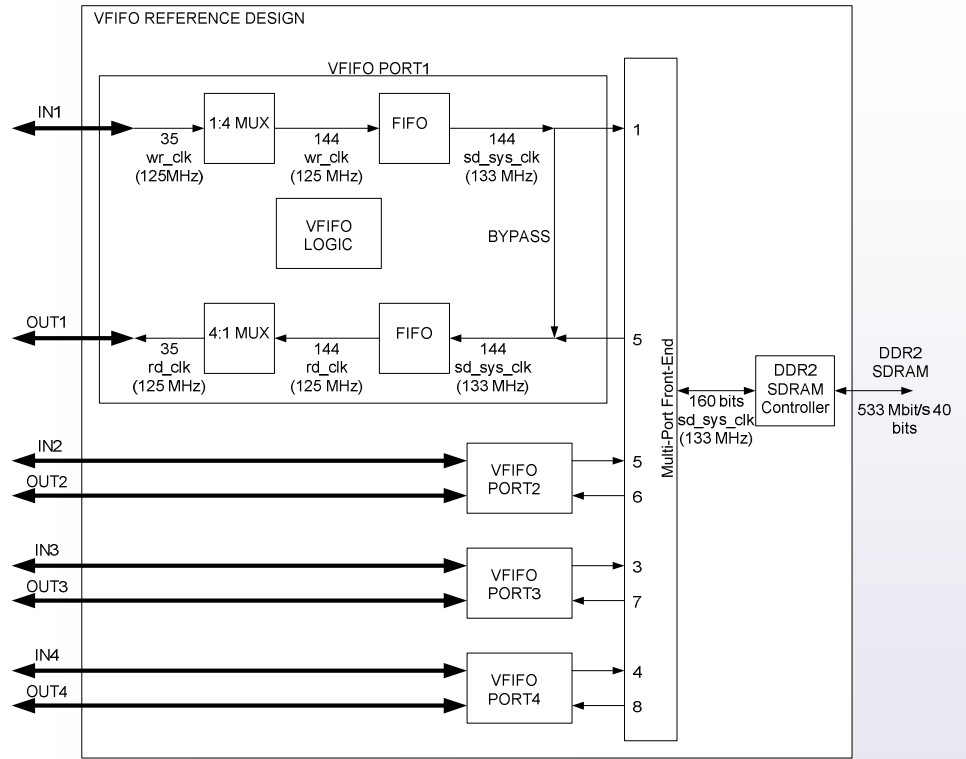 VFIFO REFERENCE DESIGN
VFIFO PORT1
IN1
1:4 MUX
FIFO
1
35
wr_clk
(125MHz)
144
wr_clk
(125 MHz)
144
sd_sys_clk
(133 MHz)
VFIFO
LOGIC
BYPASS
OUT1
4:1 MUX
FIFO
5
35
rd_clk
(125 MHz)
144
rd_clk
(125 MHz)
144
sd_sys_clk
(133 MHz)
Multi-Port Front-End
160 bits
sd_sys_clk
(133 MHz)
DDR2
SDRAM
Controller
DDR2
SDRAM
533 Mbit/s 40
bits
IN2
OUT2
VFIFO
PORT2
5
6
IN3
OUT3
VFIFO
PORT3
3
7
IN4
OUT4
VFIFO
PORT4
4
8